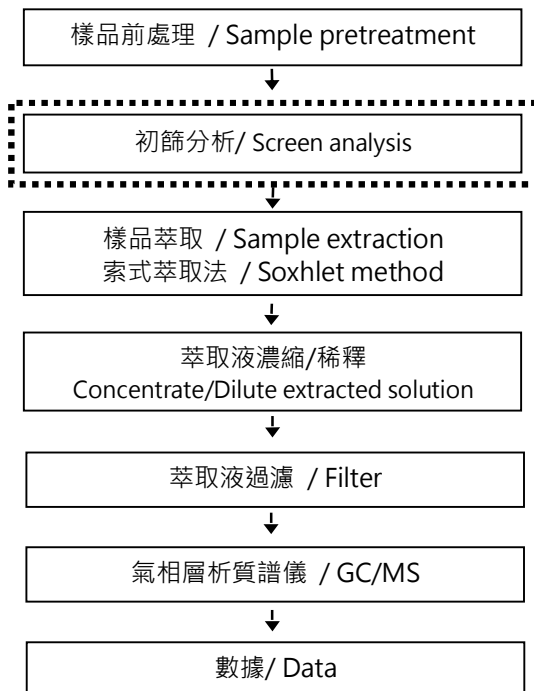 樣品前處理 / Sample pretreatment
初篩分析/ Screen analysis
樣品萃取 / Sample extraction
索式萃取法 / Soxhlet method
萃取液濃縮/稀釋
Concentrate/Dilute extracted solution
萃取液過濾 / Filter
氣相層析質譜儀 / GC/MS
數據/ Data